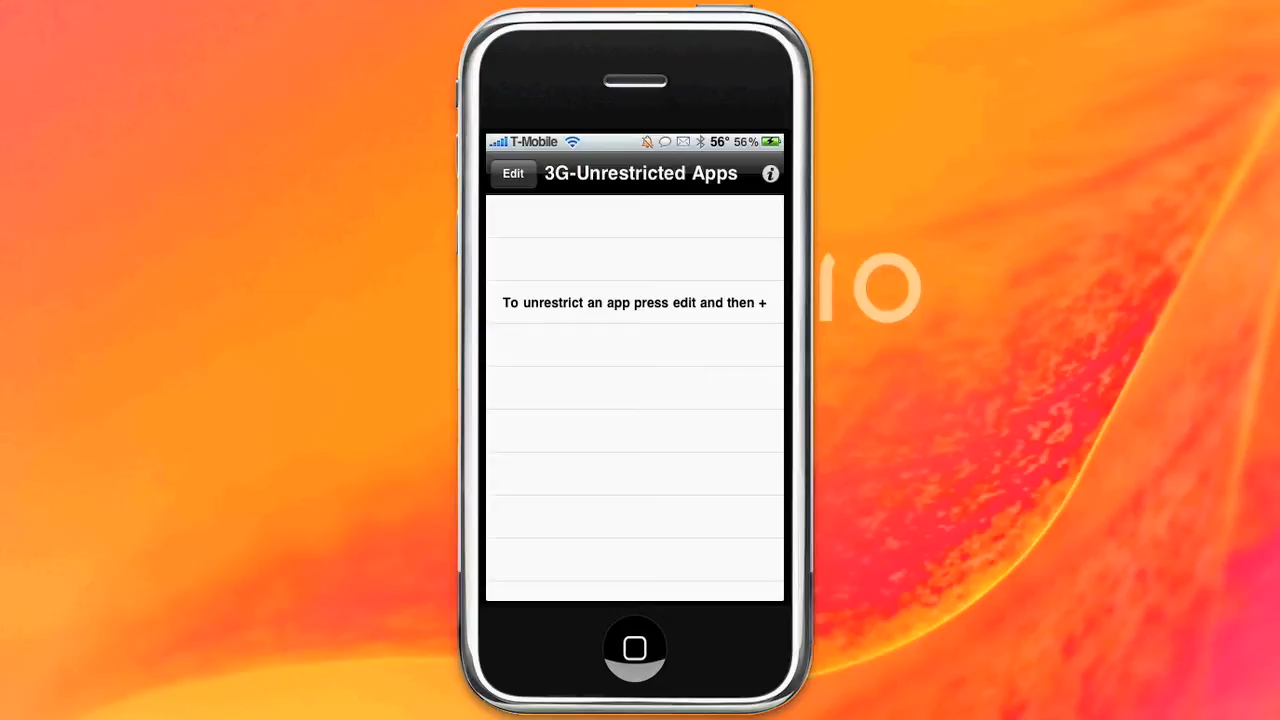 T-Mobile 56° 56%
Edit 3G-Unrestricted Apps i
To unrestrict an app press edit and then +